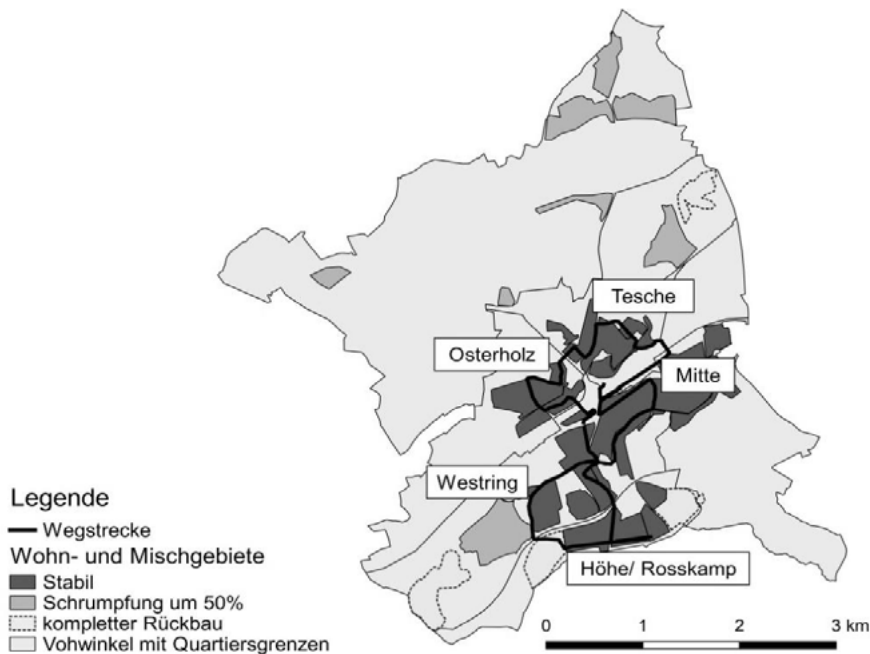 Tesche
Osterholz
Mitte
Westring
Höhe/ Rosskamp
Legende
Wegstrecke
Wohn- und Mischgebiete
Stabil
Schrumpfung um 50%
kompletter Rückbau
Vohwinkel mit Quartiersgrenzen
0 1 2 3 km